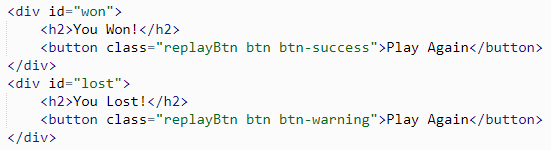 <div id="won">
    <h2>You Won!</h2>
    <button class="replayBtn btn btn-success">Play Again</button>
</div>
<div id="lost">
    <h2>You Lost!</h2>
    <button class="replayBtn btn btn-warning">Play Again</button>
</div>